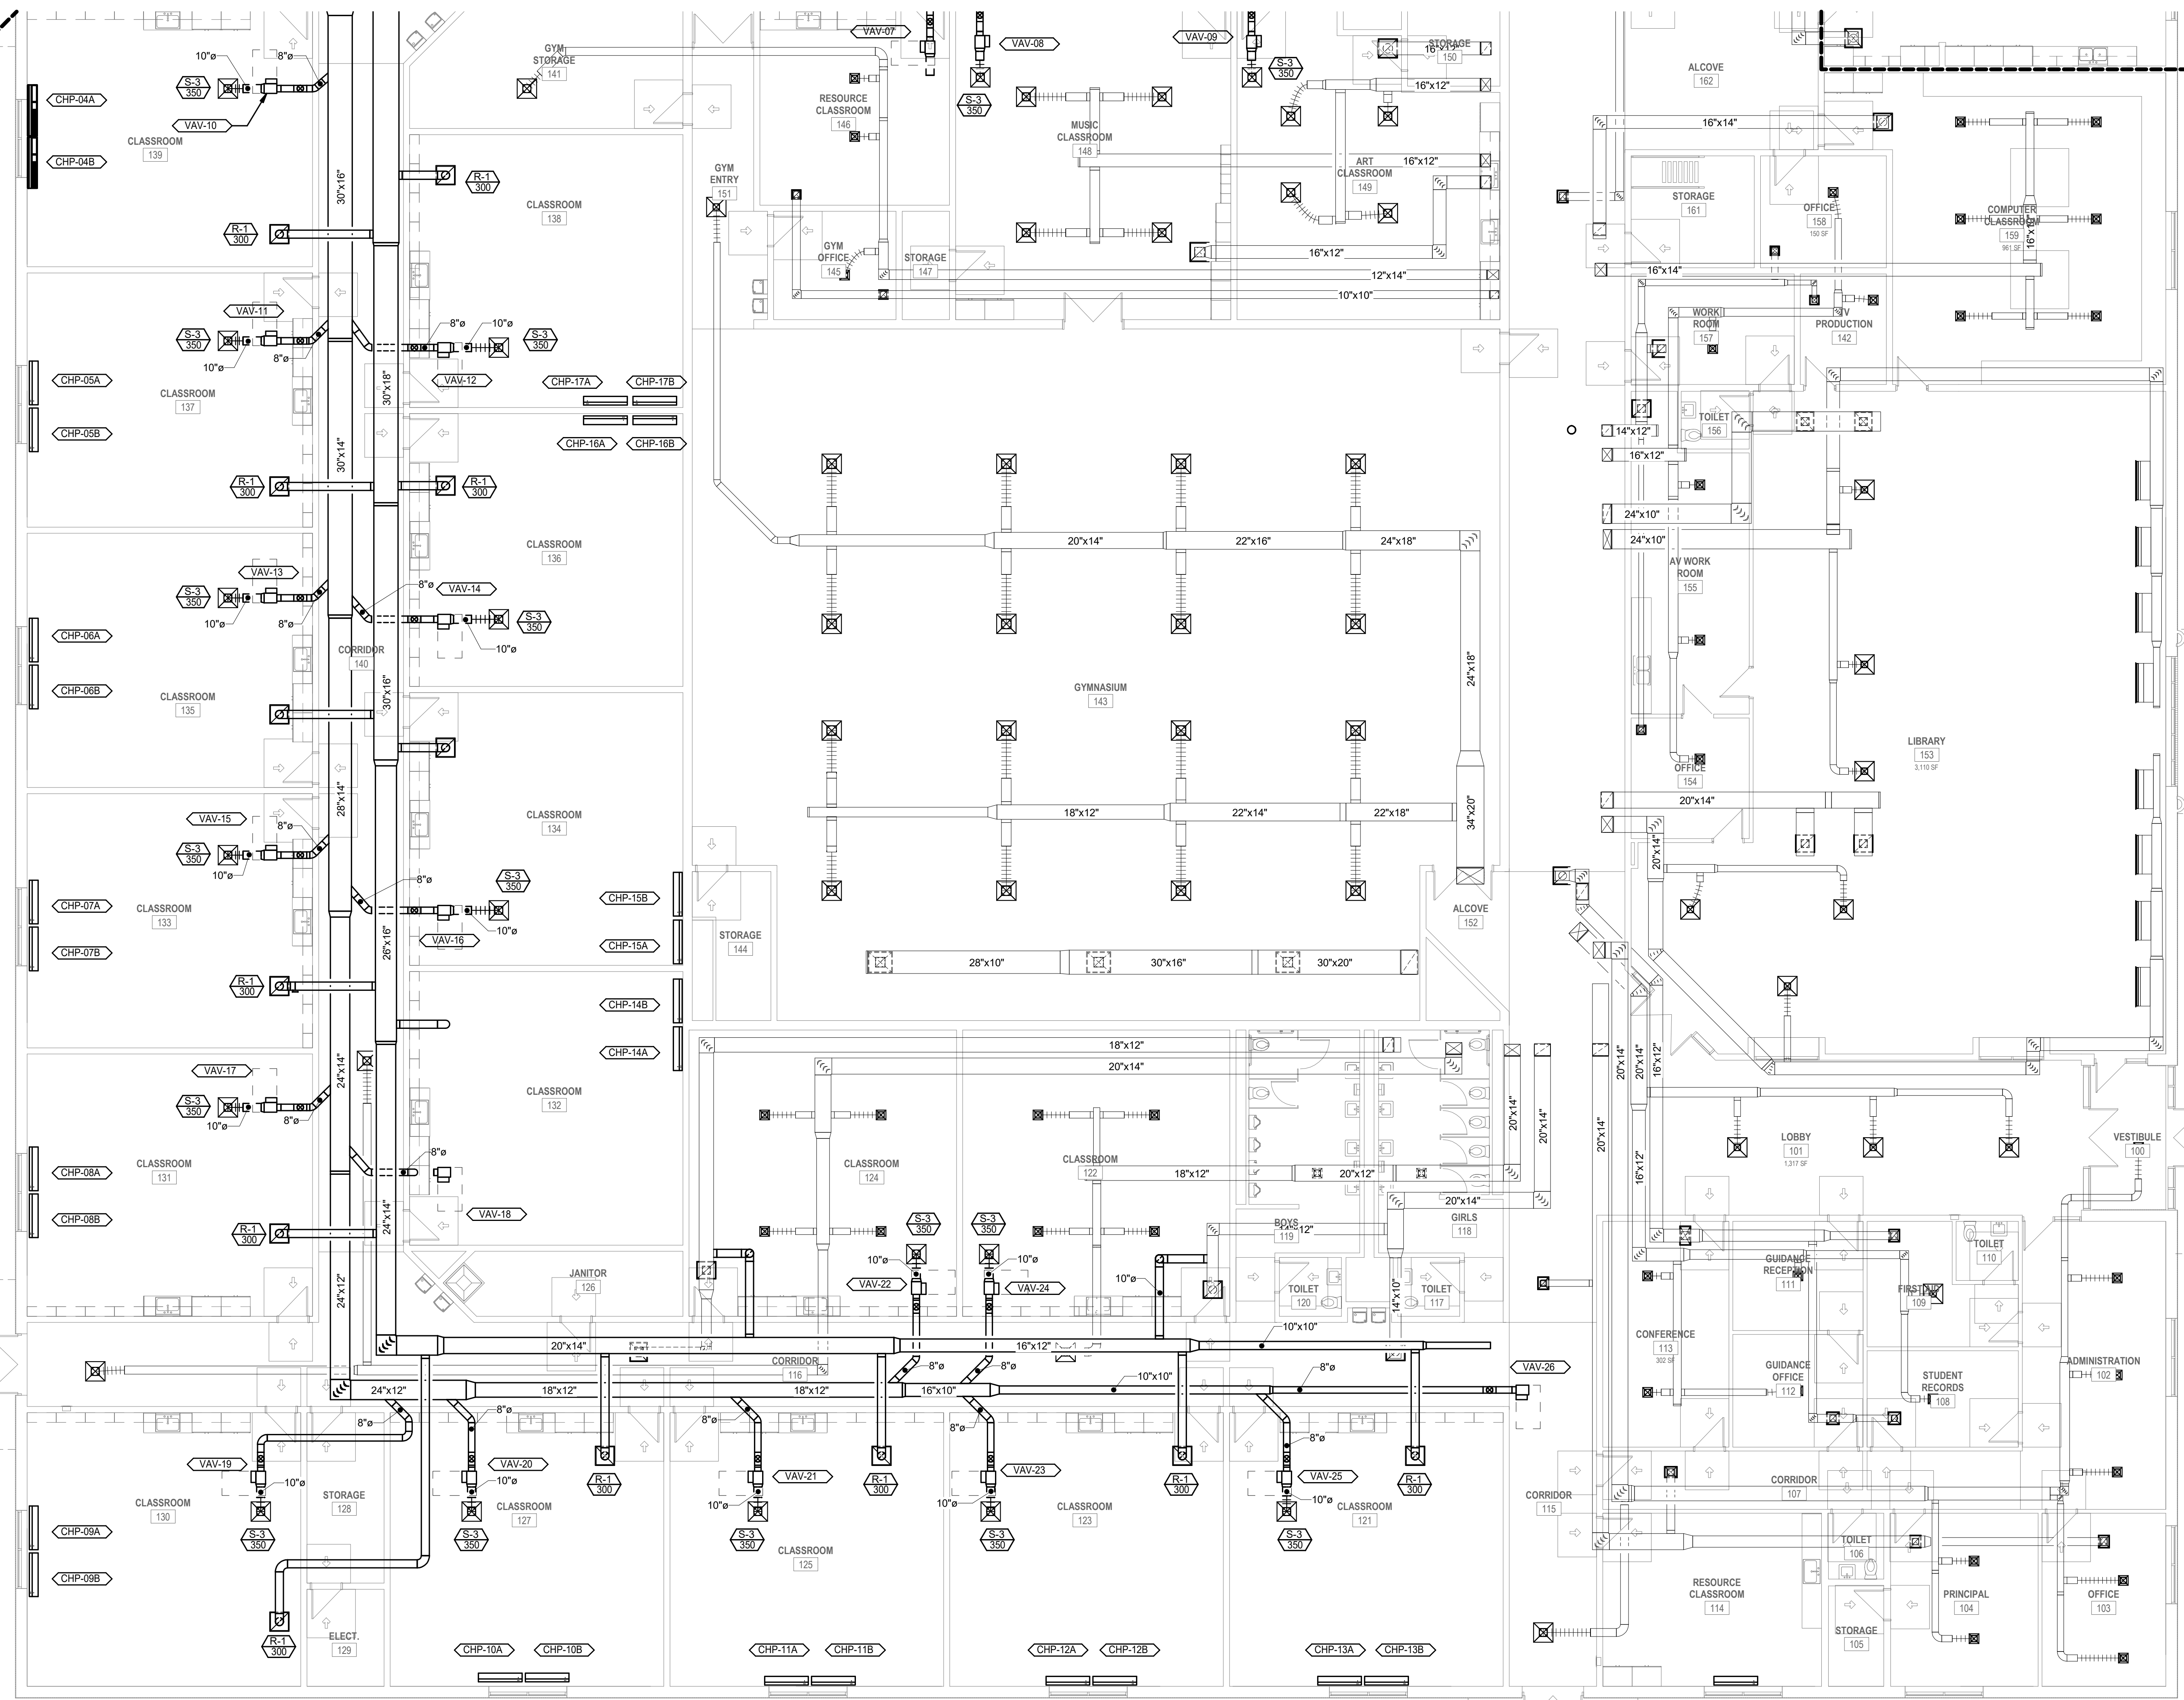 VAV-07
VAV-08
VAV-09
S-3
350
S-3
350
GYM
STORAGE
141
RESOURCE
CLASSROOM
146
MUSIC
CLASSROOM
148
ART
CLASSROOM
149
STORAGE
150
16"x12"
16"x12"
16"x12"
16"x12"
12"x14"
10"x10"
GYM
ENTRY
151
GYM
OFFICE
145
STORAGE
147
ALCOVE
162
16"x14"
STORAGE
161
OFFICE
158
150 SF
COMPUTER
CLASSROOM
159
961 SF
16"x14"
WORK
ROOM
157
TV
PRODUCTION
142
TOILET
156
14"x12"
16"x12"
24"x10"
24"x10"
AV WORK
ROOM
155
OFFICE
154
LIBRARY
153
3,110 SF
20"x14"
20"x14"
10"ø
8"ø
S-3
350
VAV-10
CHP-04A
CHP-04B
CLASSROOM
139
30"x16"
R-1
300
R-1
300
CLASSROOM
138
VAV-11
S-3
350
10"ø
8"ø
8"ø
10"ø
S-3
350
VAV-12
30"x18"
CHP-05A
CHP-05B
CLASSROOM
137
30"x14"
CHP-17A
CHP-17B
CHP-16A
CHP-16B
R-1
300
R-1
300
CLASSROOM
136
VAV-13
S-3
350
10"ø
8"ø
8"ø
VAV-14
S-3
350
10"ø
CHP-06A
CHP-06B
CLASSROOM
135
CORRIDOR
140
30"x16"
28"x14"
CLASSROOM
134
VAV-15
8"ø
S-3
350
10"ø
8"ø
S-3
350
10"ø
VAV-16
CHP-07A
CHP-07B
CLASSROOM
133
26"x16"
R-1
300
CHP-15B
CHP-15A
CHP-14B
CHP-14A
STORAGE
144
20"x14"
22"x16"
24"x18"
24"x18"
GYMNASIUM
143
18"x12"
22"x14"
22"x18"
34"x20"
28"x10"
30"x16"
30"x20"
ALCOVE
152
VAV-17
S-3
350
10"ø
8"ø
24"x14"
CLASSROOM
132
8"ø
VAV-18
CHP-08A
CHP-08B
CLASSROOM
131
R-1
300
24"x14"
24"x12"
JANITOR
126
18"x12"
20"x14"
CLASSROOM
124
CLASSROOM
122
18"x12"
20"x12"
20"x14"
20"x14"
20"x14"
BOYS
119
14"x12"
GIRLS
118
TOILET
120
TOILET
117
14"x10"
S-3
350
S-3
350
10"ø
10"ø
VAV-22
VAV-24
10"ø
20"x14"
16"x12"
10"x10"
CORRIDOR
116
8"ø
8"ø
8"ø
VAV-26
24"x12"
18"x12"
18"x12"
16"x10"
10"x10"
8"ø
8"ø
8"ø
8"ø
8"ø
VAV-19
10"ø
S-3
350
VAV-20
10"ø
S-3
350
VAV-21
10"ø
S-3
350
VAV-23
10"ø
S-3
350
VAV-25
10"ø
S-3
350
R-1
300
R-1
300
R-1
300
R-1
300
R-1
300
CLASSROOM
130
STORAGE
128
CLASSROOM
127
CLASSROOM
125
CLASSROOM
123
CLASSROOM
121
CHP-09A
CHP-09B
ELECT.
129
CHP-10A
CHP-10B
CHP-11A
CHP-11B
CHP-12A
CHP-12B
CHP-13A
CHP-13B
20"x14"
20"x14"
20"x14"
16"x12"
16"x12"
LOBBY
101
1,317 SF
VESTIBULE
100
GUIDANCE
RECEPTION
111
TOILET
110
109
CONFERENCE
113
302 SF
GUIDANCE
OFFICE
112
STUDENT
RECORDS
108
ADMINISTRATION
102
CORRIDOR
107
CORRIDOR
115
TOILET
106
RESOURCE
CLASSROOM
114
STORAGE
105
PRINCIPAL
104
OFFICE
103